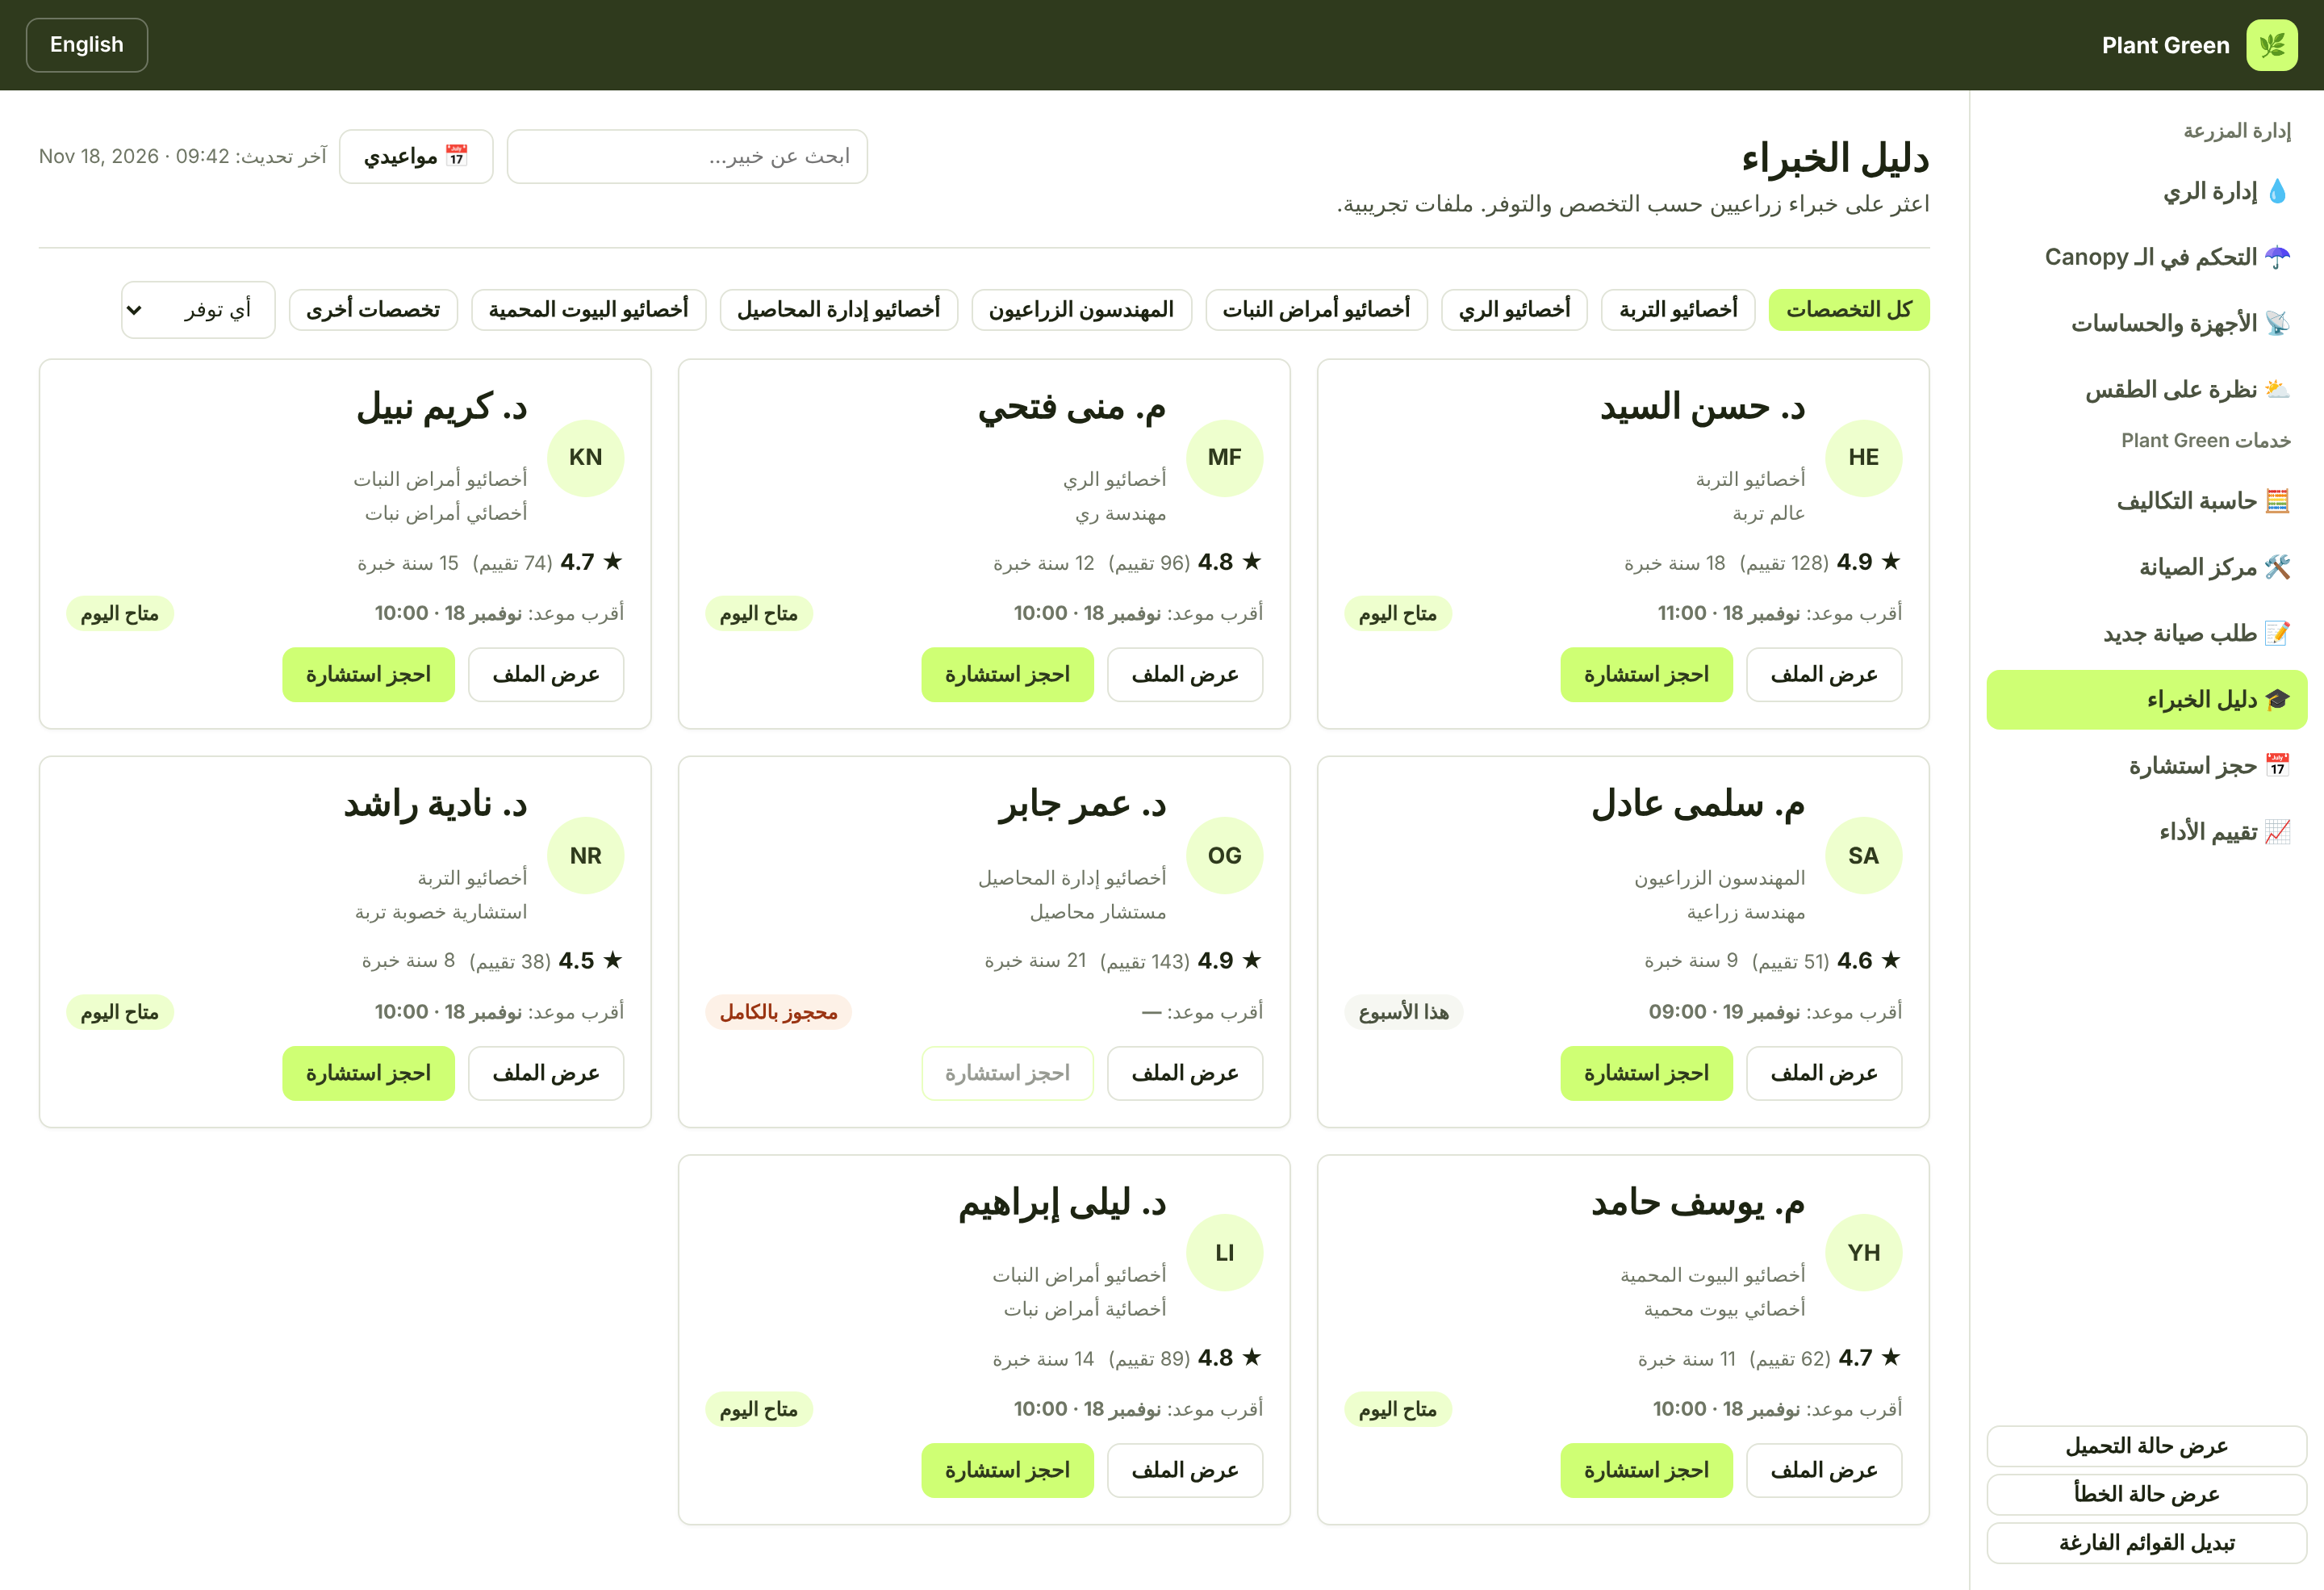 Plant Green
English
إدارة المزرعة
إدارة الري
التحكم في الـ Canopy
الأجهزة والحساسات
نظرة على الطقس
خدمات Plant Green
حاسبة التكاليف
مركز الصيانة
طلب صيانة جديد
دليل الخبراء
حجز استشارة
تقييم الأداء
عرض حالة التحميل
عرض حالة الخطأ
تبديل القوائم الفارغة
دليل الخبراء
اعثر على خبراء زراعيين حسب التخصص والتوفر. ملفات تجريبية.
ابحث عن خبير...
مواعيدي
آخر تحديث: Nov 18, 2026 · 09:42
كل التخصصات أخصائيو التربة أخصائيو الري أخصائيو أمراض النبات المهندسون الزراعيون أخصائيو إدارة المحاصيل أخصائيو البيوت المحمية تخصصات أخرى أي توفر
HE
د. حسن السيد
أخصائيو التربة
عالم تربة
★ 4.9 (128 تقييم) 18 سنة خبرة
أقرب موعد: نوفمبر 18 · 11:00 متاح اليوم
عرض الملف احجز استشارة
MF
م. منى فتحي
أخصائيو الري
مهندسة ري
★ 4.8 (96 تقييم) 12 سنة خبرة
أقرب موعد: نوفمبر 18 · 10:00 متاح اليوم
عرض الملف احجز استشارة
KN
د. كريم نبيل
أخصائيو أمراض النبات
أخصائي أمراض نبات
★ 4.7 (74 تقييم) 15 سنة خبرة
أقرب موعد: نوفمبر 18 · 10:00 متاح اليوم
عرض الملف احجز استشارة
SA
م. سلمى عادل
المهندسون الزراعيون
مهندسة زراعية
★ 4.6 (51 تقييم) 9 سنة خبرة
أقرب موعد: نوفمبر 19 · 09:00 هذا الأسبوع
عرض الملف احجز استشارة
OG
د. عمر جابر
أخصائيو إدارة المحاصيل
مستشار محاصيل
★ 4.9 (143 تقييم) 21 سنة خبرة
أقرب موعد: — محجوز بالكامل
عرض الملف احجز استشارة
NR
د. نادية راشد
أخصائيو التربة
استشارية خصوبة تربة
★ 4.5 (38 تقييم) 8 سنة خبرة
أقرب موعد: نوفمبر 18 · 10:00 متاح اليوم
عرض الملف احجز استشارة
YH
م. يوسف حامد
أخصائيو البيوت المحمية
أخصائي بيوت محمية
★ 4.7 (62 تقييم) 11 سنة خبرة
أقرب موعد: نوفمبر 18 · 10:00 متاح اليوم
عرض الملف احجز استشارة
LI
د. ليلى إبراهيم
أخصائيو أمراض النبات
أخصائية أمراض نبات
★ 4.8 (89 تقييم) 14 سنة خبرة
أقرب موعد: نوفمبر 18 · 10:00 متاح اليوم
عرض الملف احجز استشارة